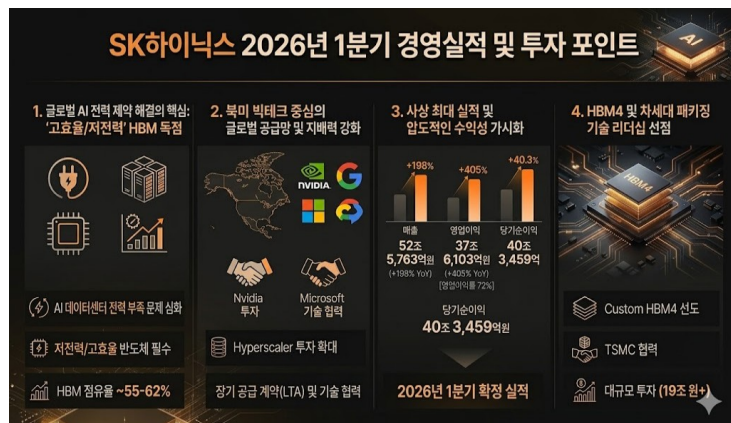 SK하이닉스 2026년 1분기 경영실적 및 투자 포인트
AI
1. 글로벌 AI 전력 제약 해결의 핵심:
'고효율/저전력' HBM 독점
AI 데이터센터 전력 부족 문제 심화
저전력/고효율 반도체 필수
HBM 점유율 ~55-62%
2. 북미 빅테크 중심의
글로벌 공급망 및 지배력 강화
NVIDIA
Nvidia
투자
Microsoft
기술 협력
Hyperscaler 투자 확대
장기 공급 계약(LTA) 및 기술 협력
3. 사상 최대 실적 및
압도적인 수익성 가시화
+198%
+405%
+40.3%
매출
영업이익
당기순이익
52조
5,763억원
(+198% YoY)
37조
6,103억원
(+405% YoY)
[영업이익률 72%]
40조
3,459억
당기순이익
40조 3,459억원
2026년 1분기 확정 실적
4. HBM4 및 차세대 패키징
기술 리더십 선점
HBM4
Custom HBM4 선도
TSMC 협력
대규모 투자 (19조 원+)